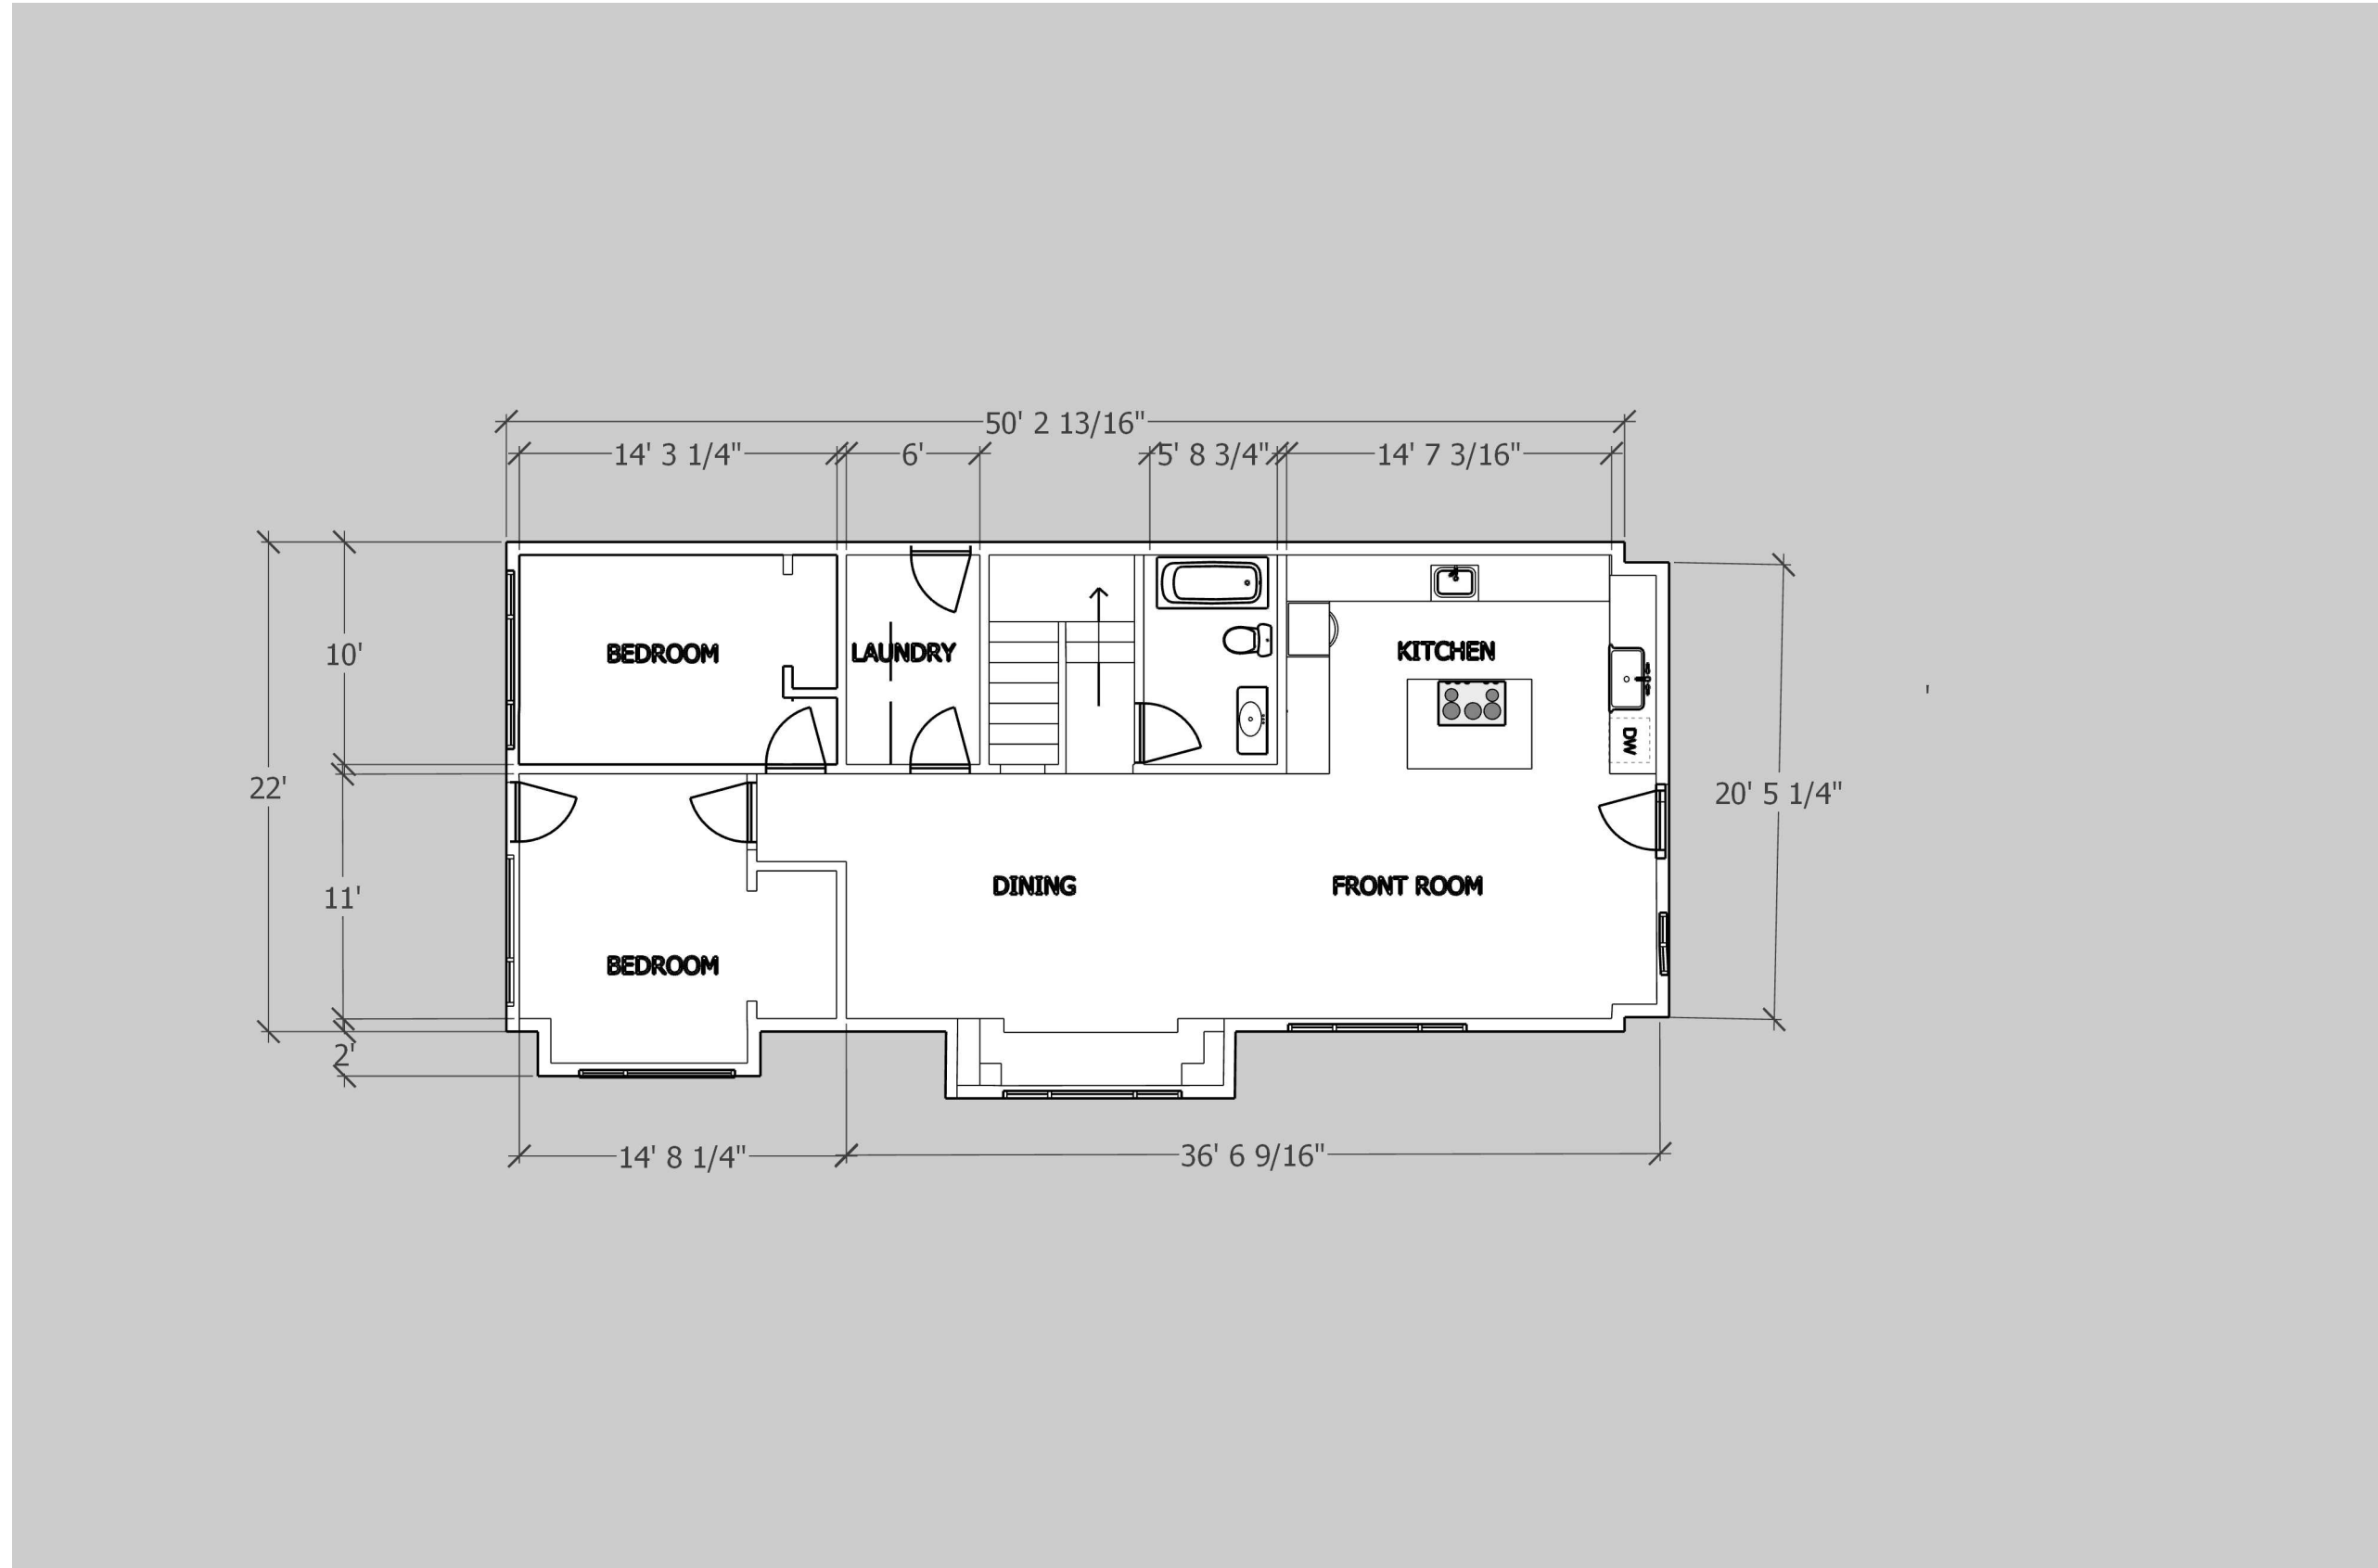 50' 2 13/16"
14' 3 1/4" 6' 5' 8 3/4" 14' 7 3/16"
BEDROOM LAUNDRY KITCHEN
10'
'
DW
22' 20' 5 1/4"
DINING FRONT ROOM
11'
BEDROOM
2'
14' 8 1/4" 36' 6 9/16"